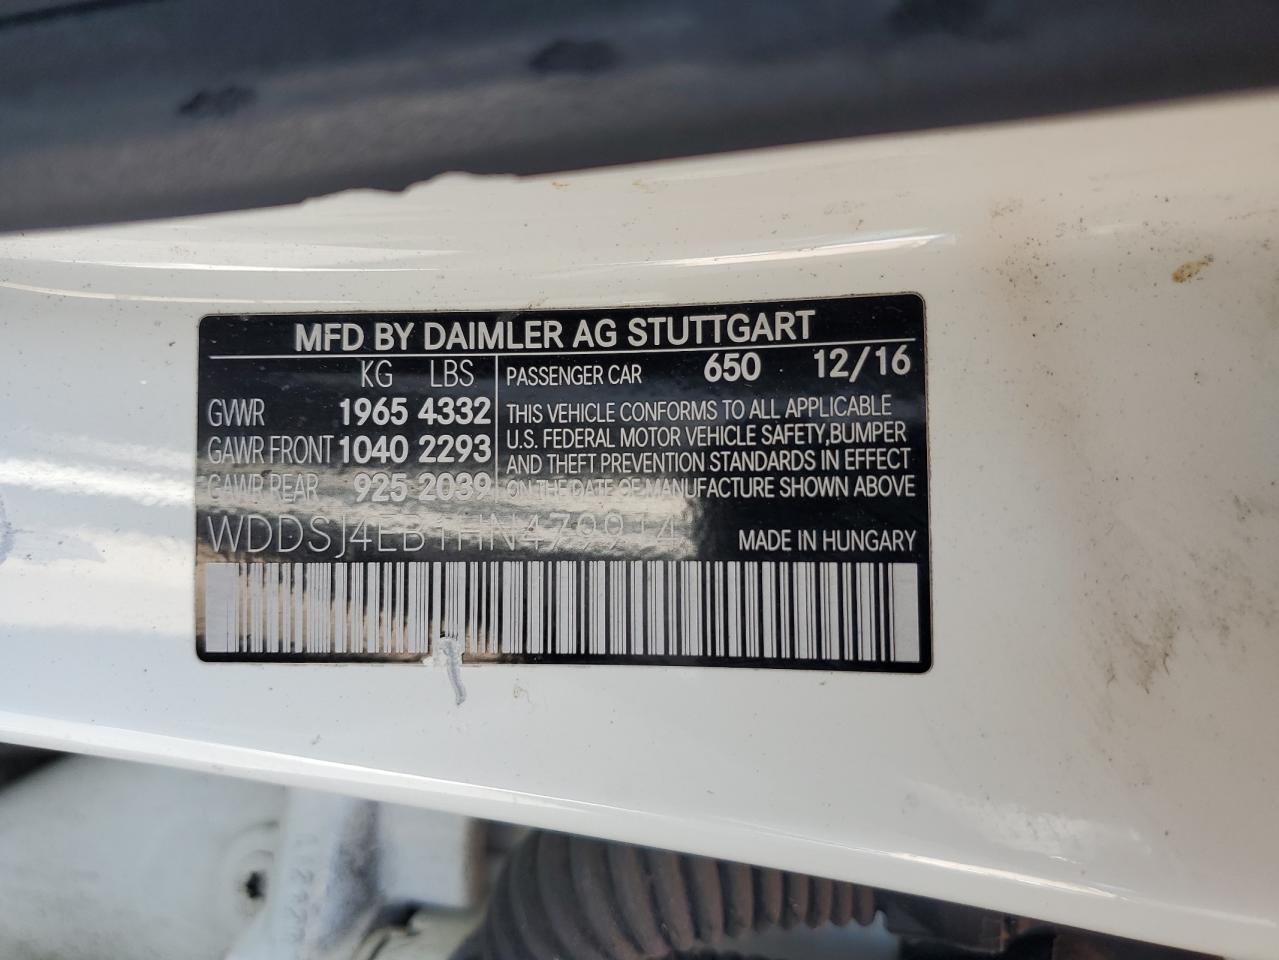 MFD BY DAIMLER AG STUTTGART
KG LBS
GVWR 1965 4332
GAWR FRONT 1040 2293
GAWR REAR 925 2039
PASSENGER CAR 650 12/16
THIS VEHICLE CONFORMS TO ALL APPLICABLE
U.S. FEDERAL MOTOR VEHICLE SAFETY, BUMPER
AND THEFT PREVENTION STANDARDS IN EFFECT
ON THE DATE OF MANUFACTURE SHOWN ABOVE
WDDSJ4EB1HN479914
MADE IN HUNGARY